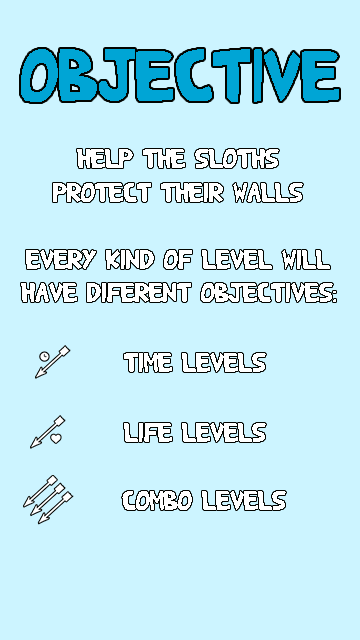 OBJECTIVE
HELP THE SLOTHS
PROTECT THEIR WALLS
EVERY KIND OF LEVEL WILL
HAVE DIFERENT OBJECTIVES:
TIME LEVELS
LIFE LEVELS
COMBO LEVELS